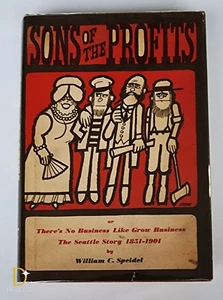 SONS OF THE PROFITS
or
There's No Business Like Grow Business
The Seattle Story 1851-1901
by
William C. Speidel